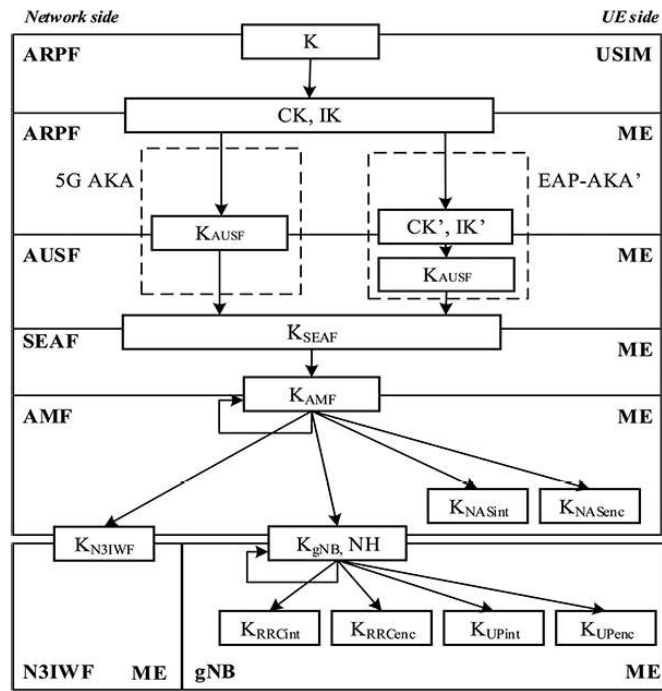 Network side
UE side
K
ARPF
USIM
CK, IK
ARPF
ME
5G AKA
EAP-AKA’
KAUSF
CK’, IK’
AUSF
ME
KAUSF
KSEAF
SEAF
ME
KAMF
AMF
ME
KNASint
KNASenc
KN3IWF
KgNB, NH
KRRCint
KRRCenc
KUPint
KUPenc
N3IWF
ME
gNB
ME